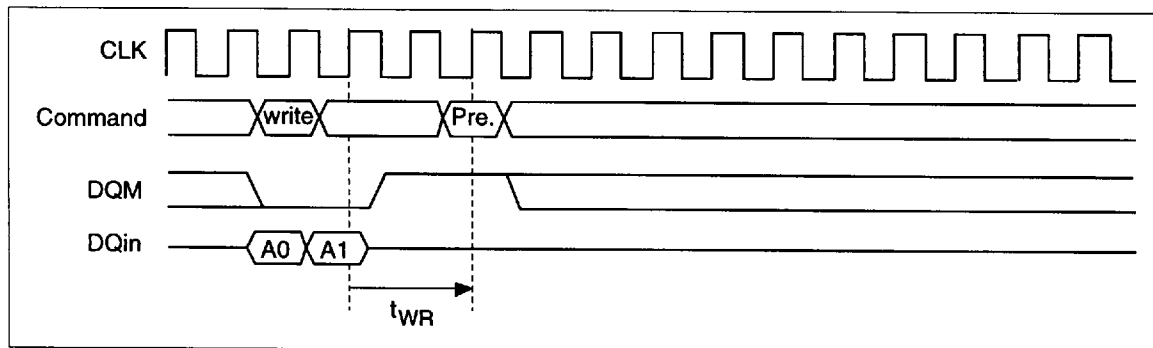 CLK
Command write Pre.
DQM
DQin A0 A1
tWR